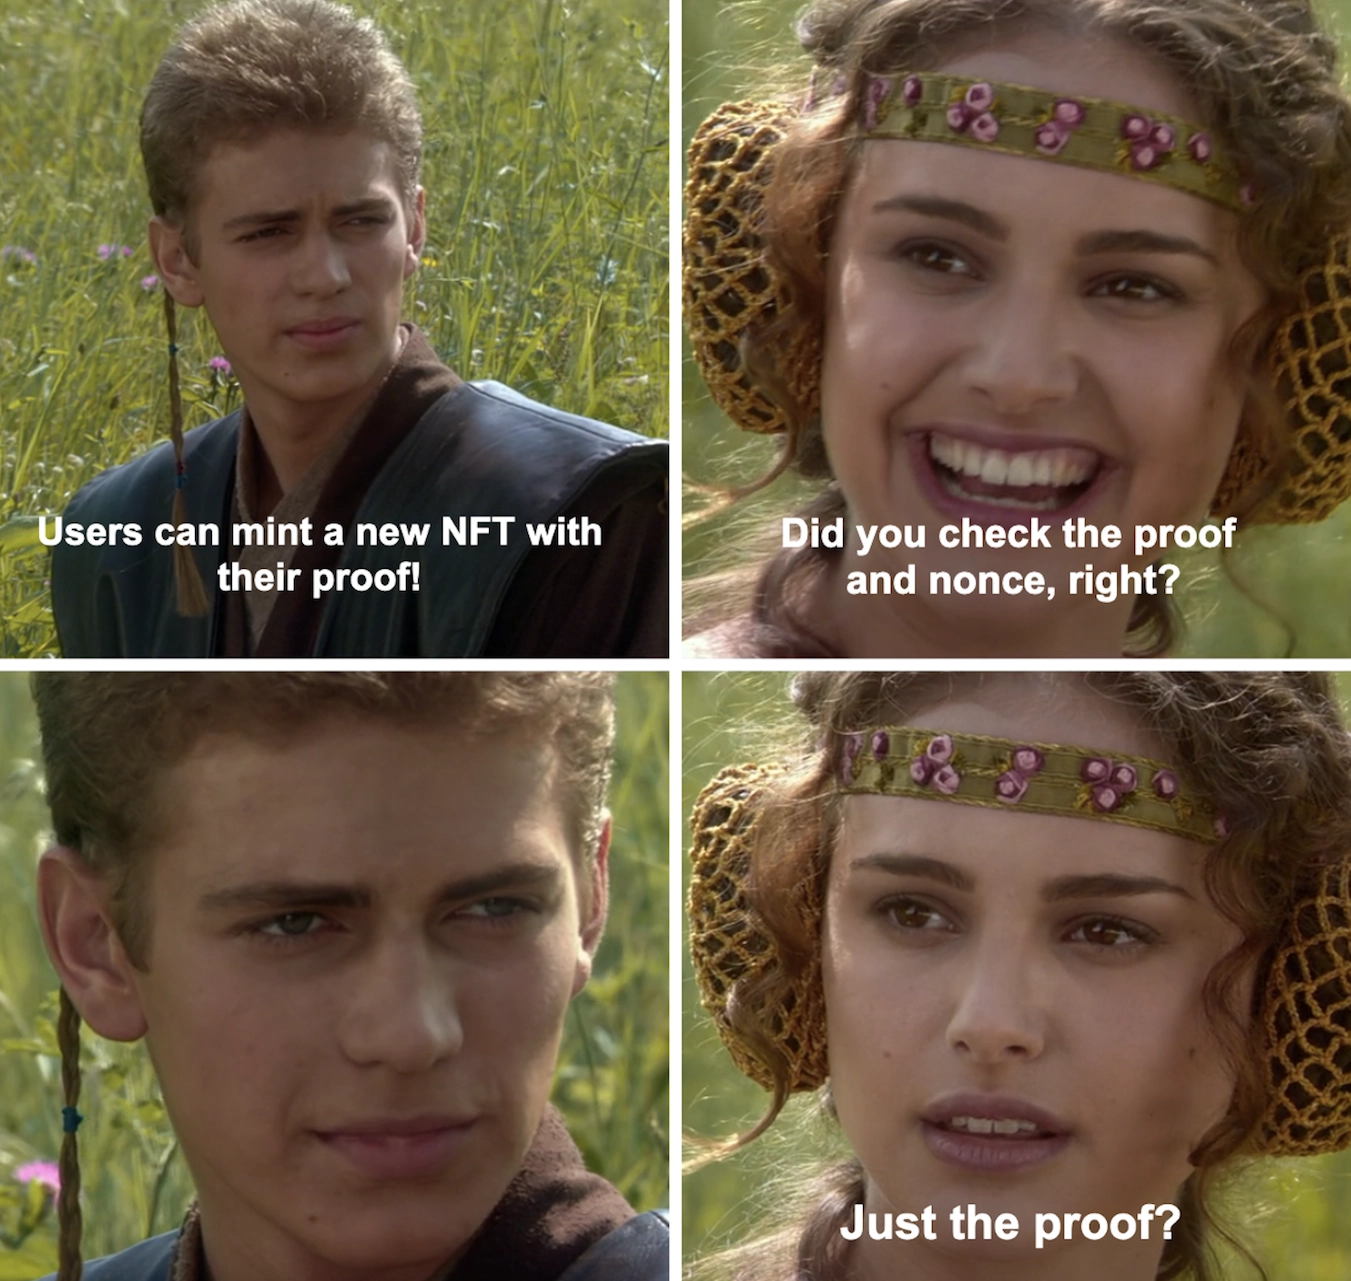 Users can mint a new NFT with
their proof!
Did you check the proof
and nonce, right?
Just the proof?